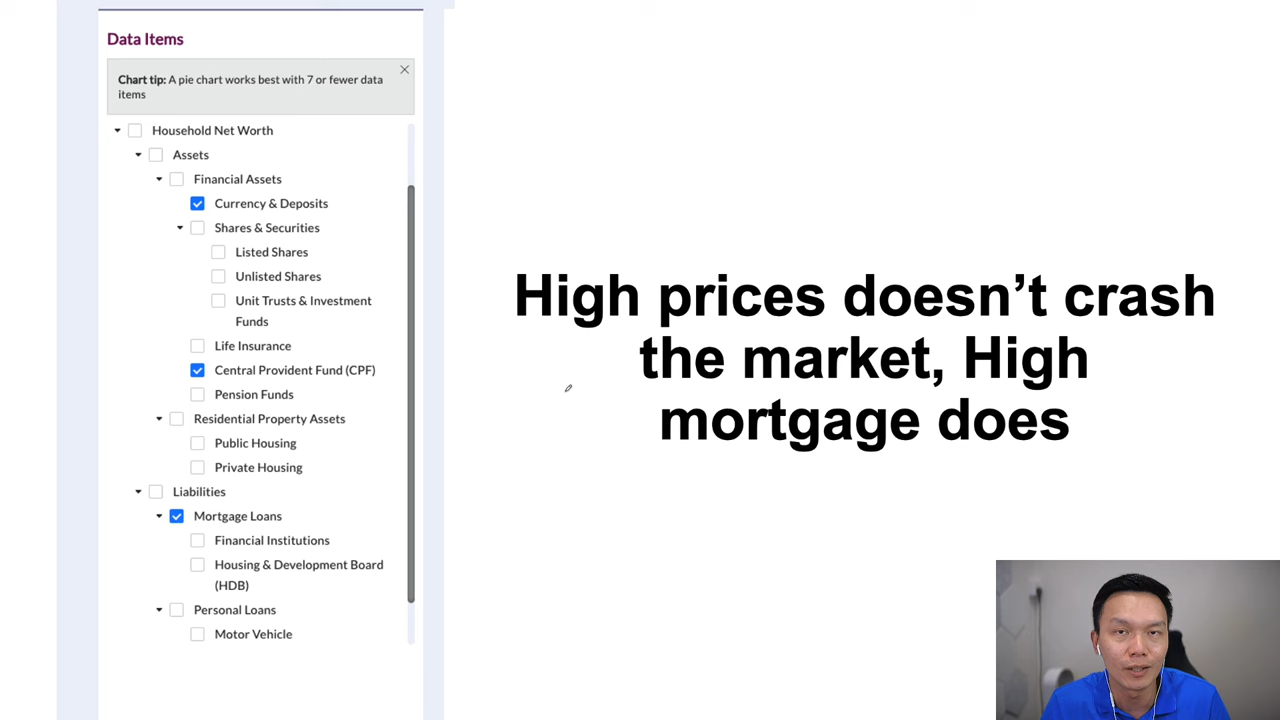 Data Items
Chart tip: A pie chart works best with 7 or fewer data
items
Household Net Worth
Assets
Financial Assets
Currency & Deposits
Shares & Securities
Listed Shares
Unlisted Shares
Unit Trusts & Investment
Funds
Life Insurance
Central Provident Fund (CPF)
Pension Funds
Residential Property Assets
Public Housing
Private Housing
Liabilities
Mortgage Loans
Financial Institutions
Housing & Development Board
(HDB)
Personal Loans
Motor Vehicle
High prices doesn’t crash
the market, High
mortgage does